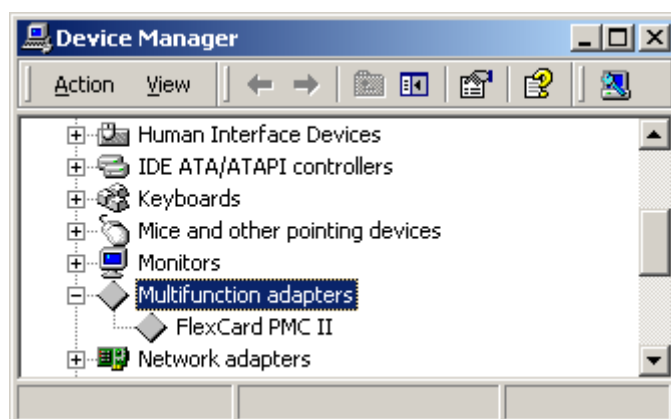 Device Manager
Action View
Human Interface Devices
IDE ATA/ATAPI controllers
Keyboards
Mice and other pointing devices
Monitors
Multifunction adapters
FlexCard PMC II
Network adapters